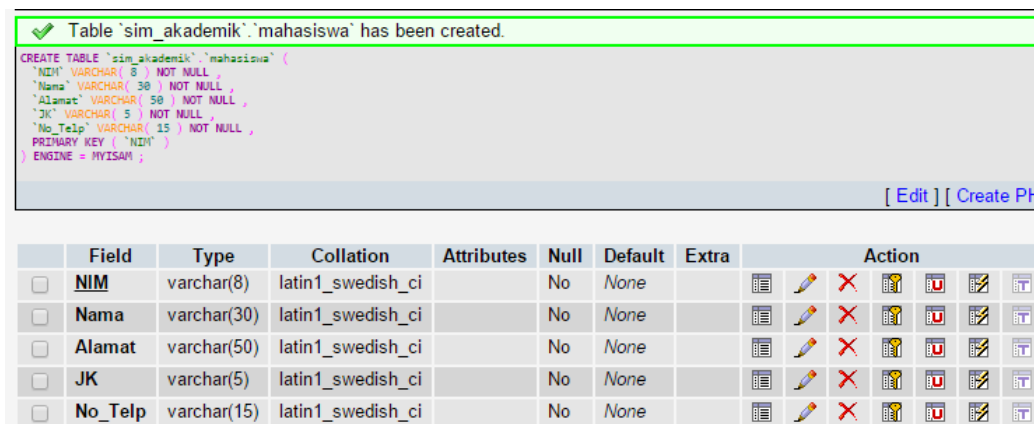 Table `sim_akademik`.`mahasiswa` has been created.
CREATE TABLE `sim_akademik`.`mahasiswa` (
`NIM` VARCHAR( 8 ) NOT NULL ,
`Nama` VARCHAR( 30 ) NOT NULL ,
`Alamat` VARCHAR( 50 ) NOT NULL ,
`JK` VARCHAR( 5 ) NOT NULL ,
`No_Telp` VARCHAR( 15 ) NOT NULL ,
PRIMARY KEY ( `NIM` )
) ENGINE = MYISAM ;
[ Edit ] [ Create PH
Field Type Collation Attributes Null Default Extra Action
NIM varchar(8) latin1_swedish_ci No None
Nama varchar(30) latin1_swedish_ci No None
Alamat varchar(50) latin1_swedish_ci No None
JK varchar(5) latin1_swedish_ci No None
No_Telp varchar(15) latin1_swedish_ci No None